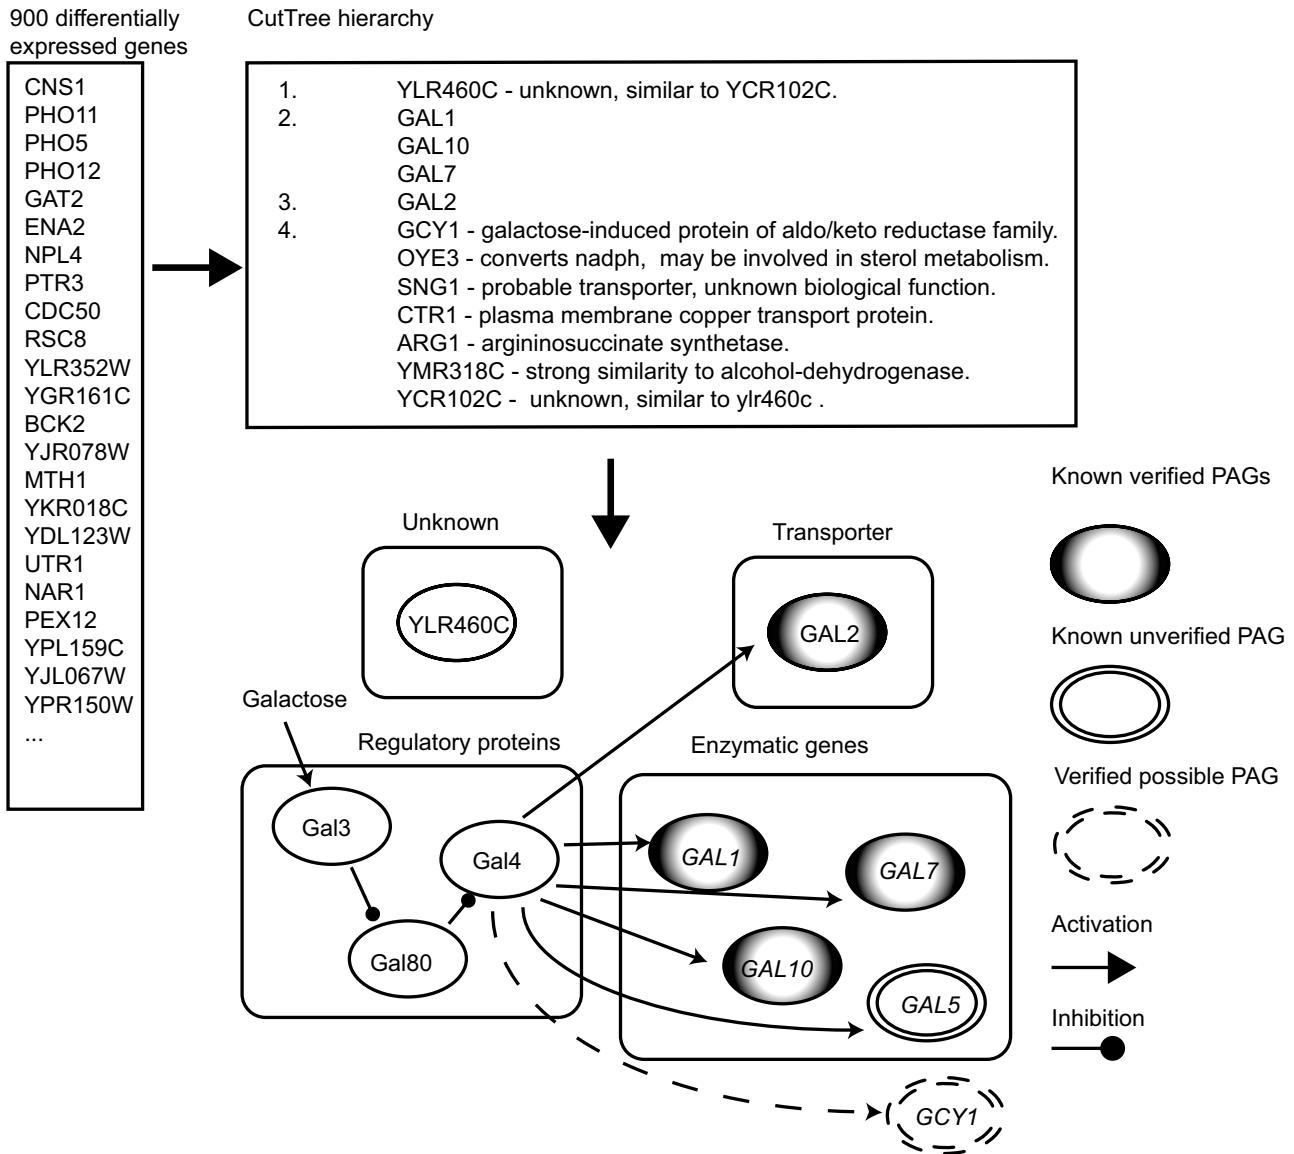 900 differentially
expressed genes
CNS1
PHO11
PHO5
PHO12
GAT2
ENA2
NPL4
PTR3
CDC50
RSC8
YLR352W
YGR161C
BCK2
YJR078W
MTH1
YKR018C
YDL123W
UTR1
NAR1
PEX12
YPL159C
YJL067W
YPR150W
...
CutTree hierarchy
1. YLR460C - unknown, similar to YCR102C.
2. GAL1
GAL10
GAL7
3. GAL2
4. GCY1 - galactose-induced protein of aldo/keto reductase family.
OYE3 - converts nadph, may be involved in sterol metabolism.
SNG1 - probable transporter, unknown biological function.
CTR1 - plasma membrane copper transport protein.
ARG1 - argininosuccinate synthetase.
YMR318C - strong similarity to alcohol-dehydrogenase.
YCR102C - unknown, similar to ylr460c .
Unknown
YLR460C
Transporter
GAL2
Galactose
Regulatory proteins
Gal3
Gal4
Gal80
Enzymatic genes
GAL1
GAL7
GAL10
GAL5
GCY1
Known verified PAGs
Known unverified PAG
Verified possible PAG
Activation
Inhibition